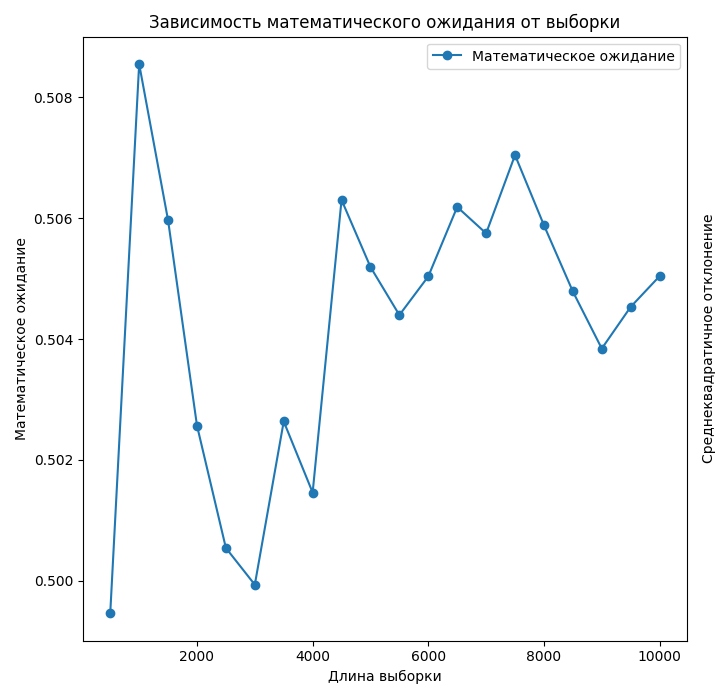 Зависимость математического ожидания от выборки
Математическое ожидание
0.508
0.506
0.504
0.502
0.500
Математическое ожидание
Среднеквадратичное отклонение
2000 4000 6000 8000 10000
Длина выборки